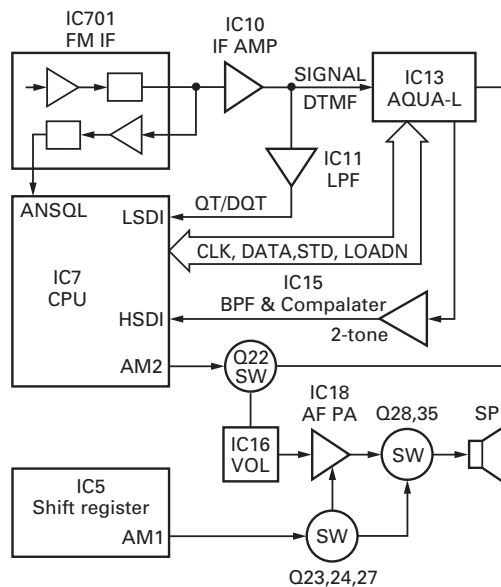 IC701
FM IF
IC10
IF AMP
SIGNAL
DTMF
IC13
AQUA-L
IC11
LPF
ANSQL
LSDI
QT/DQT
IC7
CPU
CLK, DATA,STD, LOADN
IC15
BPF & Compalater
HSDI
2-tone
AM2
Q22
SW
IC18
AF PA
Q28,35
SP
IC16
VOL
SW
IC5
Shift register
AM1
SW
Q23,24,27